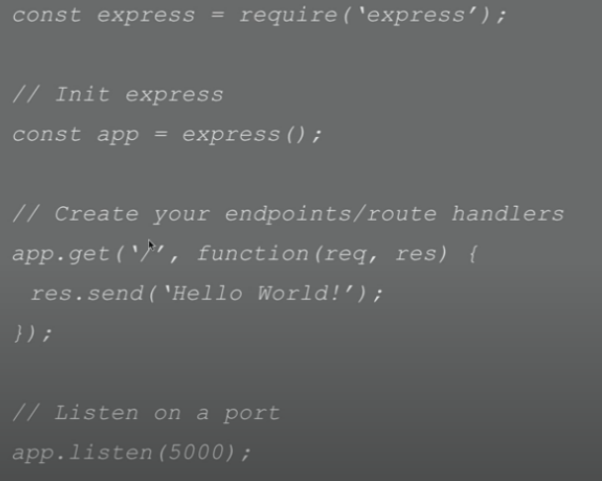 const express = require(‘express’);
// Init express
const app = express();
// Create your endpoints/route handlers
app.get(‘/’, function(req, res) {
 res.send(‘Hello World!’);
});
// Listen on a port
app.listen(5000);